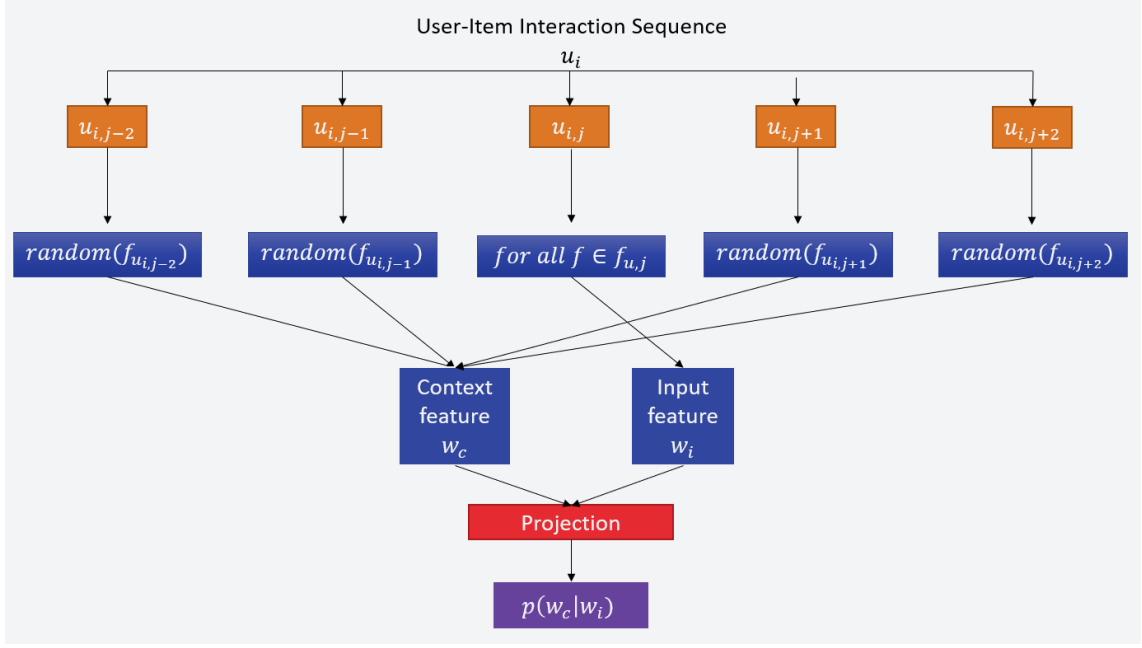 User-Item Interaction Sequence
u_i
u_{i,j−2} u_{i,j−1} u_{i,j} u_{i,j+1} u_{i,j+2}
random(f_{u_{i,j−2}}) random(f_{u_{i,j−1}}) for all f ∈ f_{u,j} random(f_{u_{i,j+1}}) random(f_{u_{i,j+2}})
Context
feature
w_c
Input
feature
w_i
Projection
p(w_c|w_i)